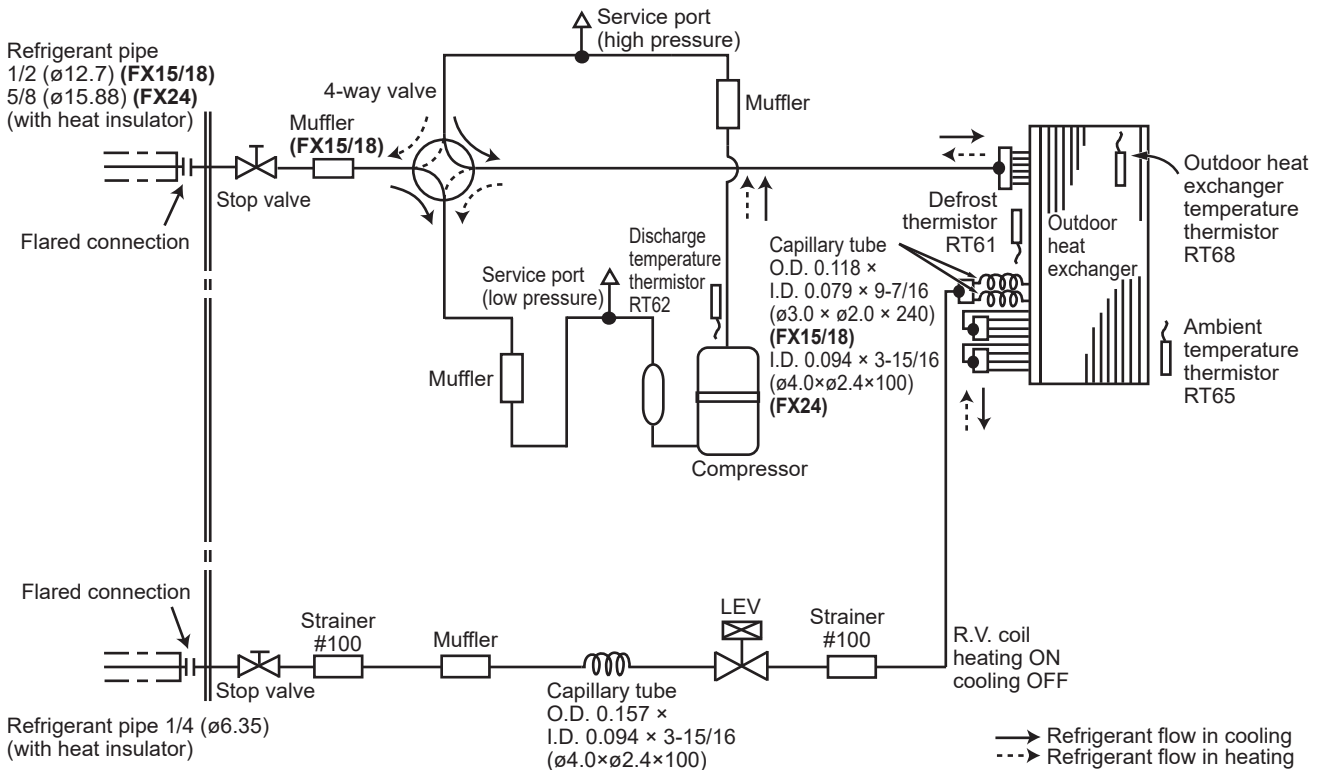 Service port
(high pressure)
Refrigerant pipe
1/2 (ø12.7) (FX15/18)
5/8 (ø15.88) (FX24)
(with heat insulator)
4-way valve
Muffler
(FX15/18)
Muffler
Stop valve
Flared connection
Outdoor heat
exchanger
temperature
thermistor
RT68
Defrost
thermistor
RT61
Outdoor
heat
exchanger
Discharge
temperature
thermistor
RT62
Service port
(low pressure)
Capillary tube
O.D. 0.118 ×
I.D. 0.079 × 9-7/16
(ø3.0 × ø2.0 × 240)
(FX15/18)
I.D. 0.094 × 3-15/16
(ø4.0×ø2.4×100)
(FX24)
Ambient
temperature
thermistor
RT65
Muffler
Compressor
Flared connection
Stop valve
Strainer
#100
Muffler
LEV
Strainer
#100
R.V. coil
heating ON
cooling OFF
Capillary tube
O.D. 0.157 ×
I.D. 0.094 × 3-15/16
(ø4.0×ø2.4×100)
Refrigerant pipe 1/4 (ø6.35)
(with heat insulator)
Refrigerant flow in cooling
Refrigerant flow in heating